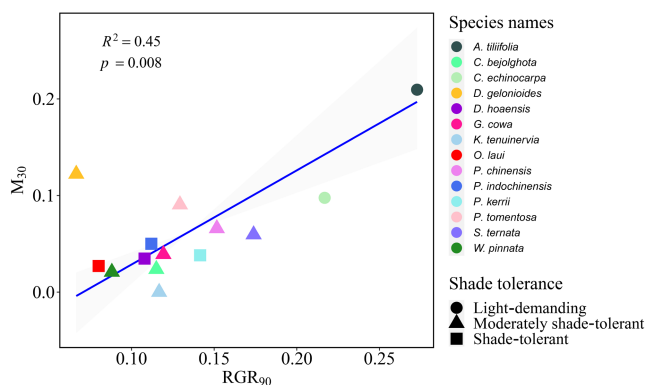 R² = 0.45
p = 0.008
M30
0.2
0.1
0.0
0.10 0.15 0.20 0.25
RGR90
Species names
A. tiliifolia
C. bejolghota
C. echinocarpa
D. gelonioides
D. hoaensis
G. cowa
K. tenuinervia
O. laui
P. chinensis
P. indochinensis
P. kerrii
P. tomentosa
S. ternata
W. pinnata
Shade tolerance
Light-demanding
Moderately shade-tolerant
Shade-tolerant